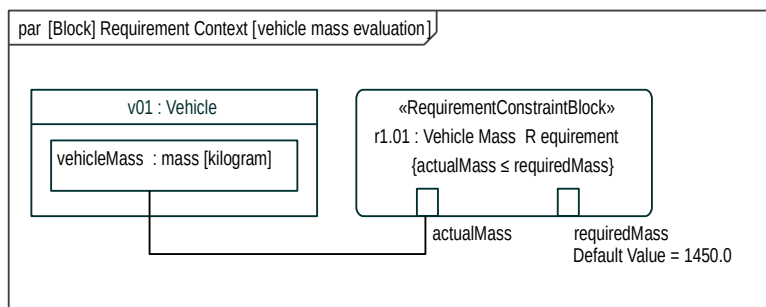 par [Block] Requirement Context [vehicle mass evaluation]
v01 : Vehicle
vehicleMass : mass [kilogram]
«RequirementConstraintBlock»
r1.01 : Vehicle Mass R equirement
{actualMass ≤ requiredMass}
actualMass
requiredMass
Default Value = 1450.0